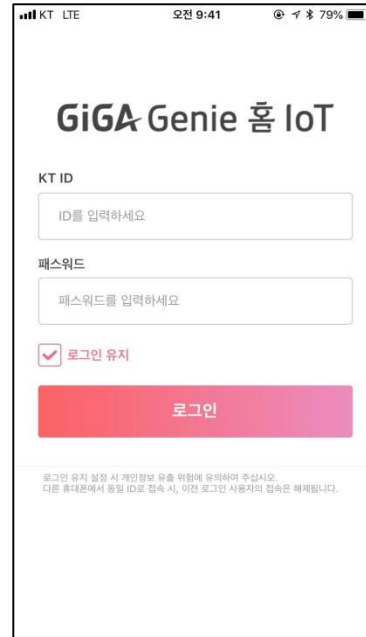 KT LTE 오전 9:41 79%
GiGA Genie 홈 IoT
KT ID
ID를 입력하세요
패스워드
패스워드를 입력하세요
로그인 유지
로그인
로그인 유지 설정 시 개인정보 유출 위험에 유의하여 주십시오.
다른 휴대폰에서 동일 ID로 접속 시, 이전 로그인 사용자의 접속은 해제됩니다.